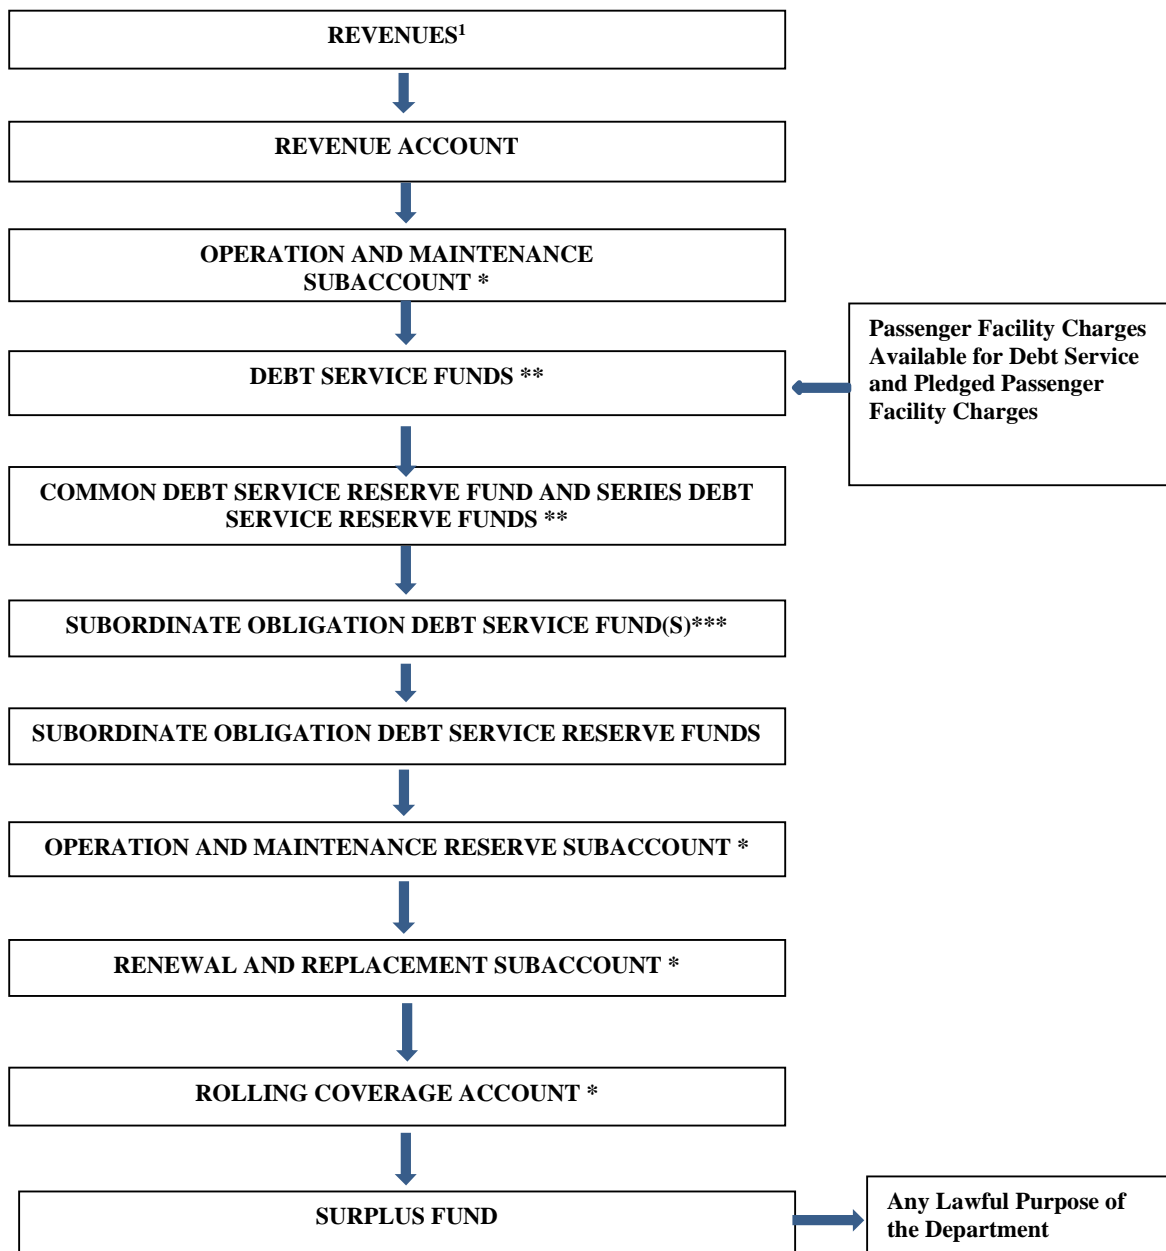 REVENUES¹
REVENUE ACCOUNT
OPERATION AND MAINTENANCE
SUBACCOUNT *
DEBT SERVICE FUNDS **
Passenger Facility Charges
Available for Debt Service
and Pledged Passenger
Facility Charges
COMMON DEBT SERVICE RESERVE FUND AND SERIES DEBT
SERVICE RESERVE FUNDS **
SUBORDINATE OBLIGATION DEBT SERVICE FUND(S)***
SUBORDINATE OBLIGATION DEBT SERVICE RESERVE FUNDS
OPERATION AND MAINTENANCE RESERVE SUBACCOUNT *
RENEWAL AND REPLACEMENT SUBACCOUNT *
ROLLING COVERAGE ACCOUNT *
SURPLUS FUND
Any Lawful Purpose of
the Department